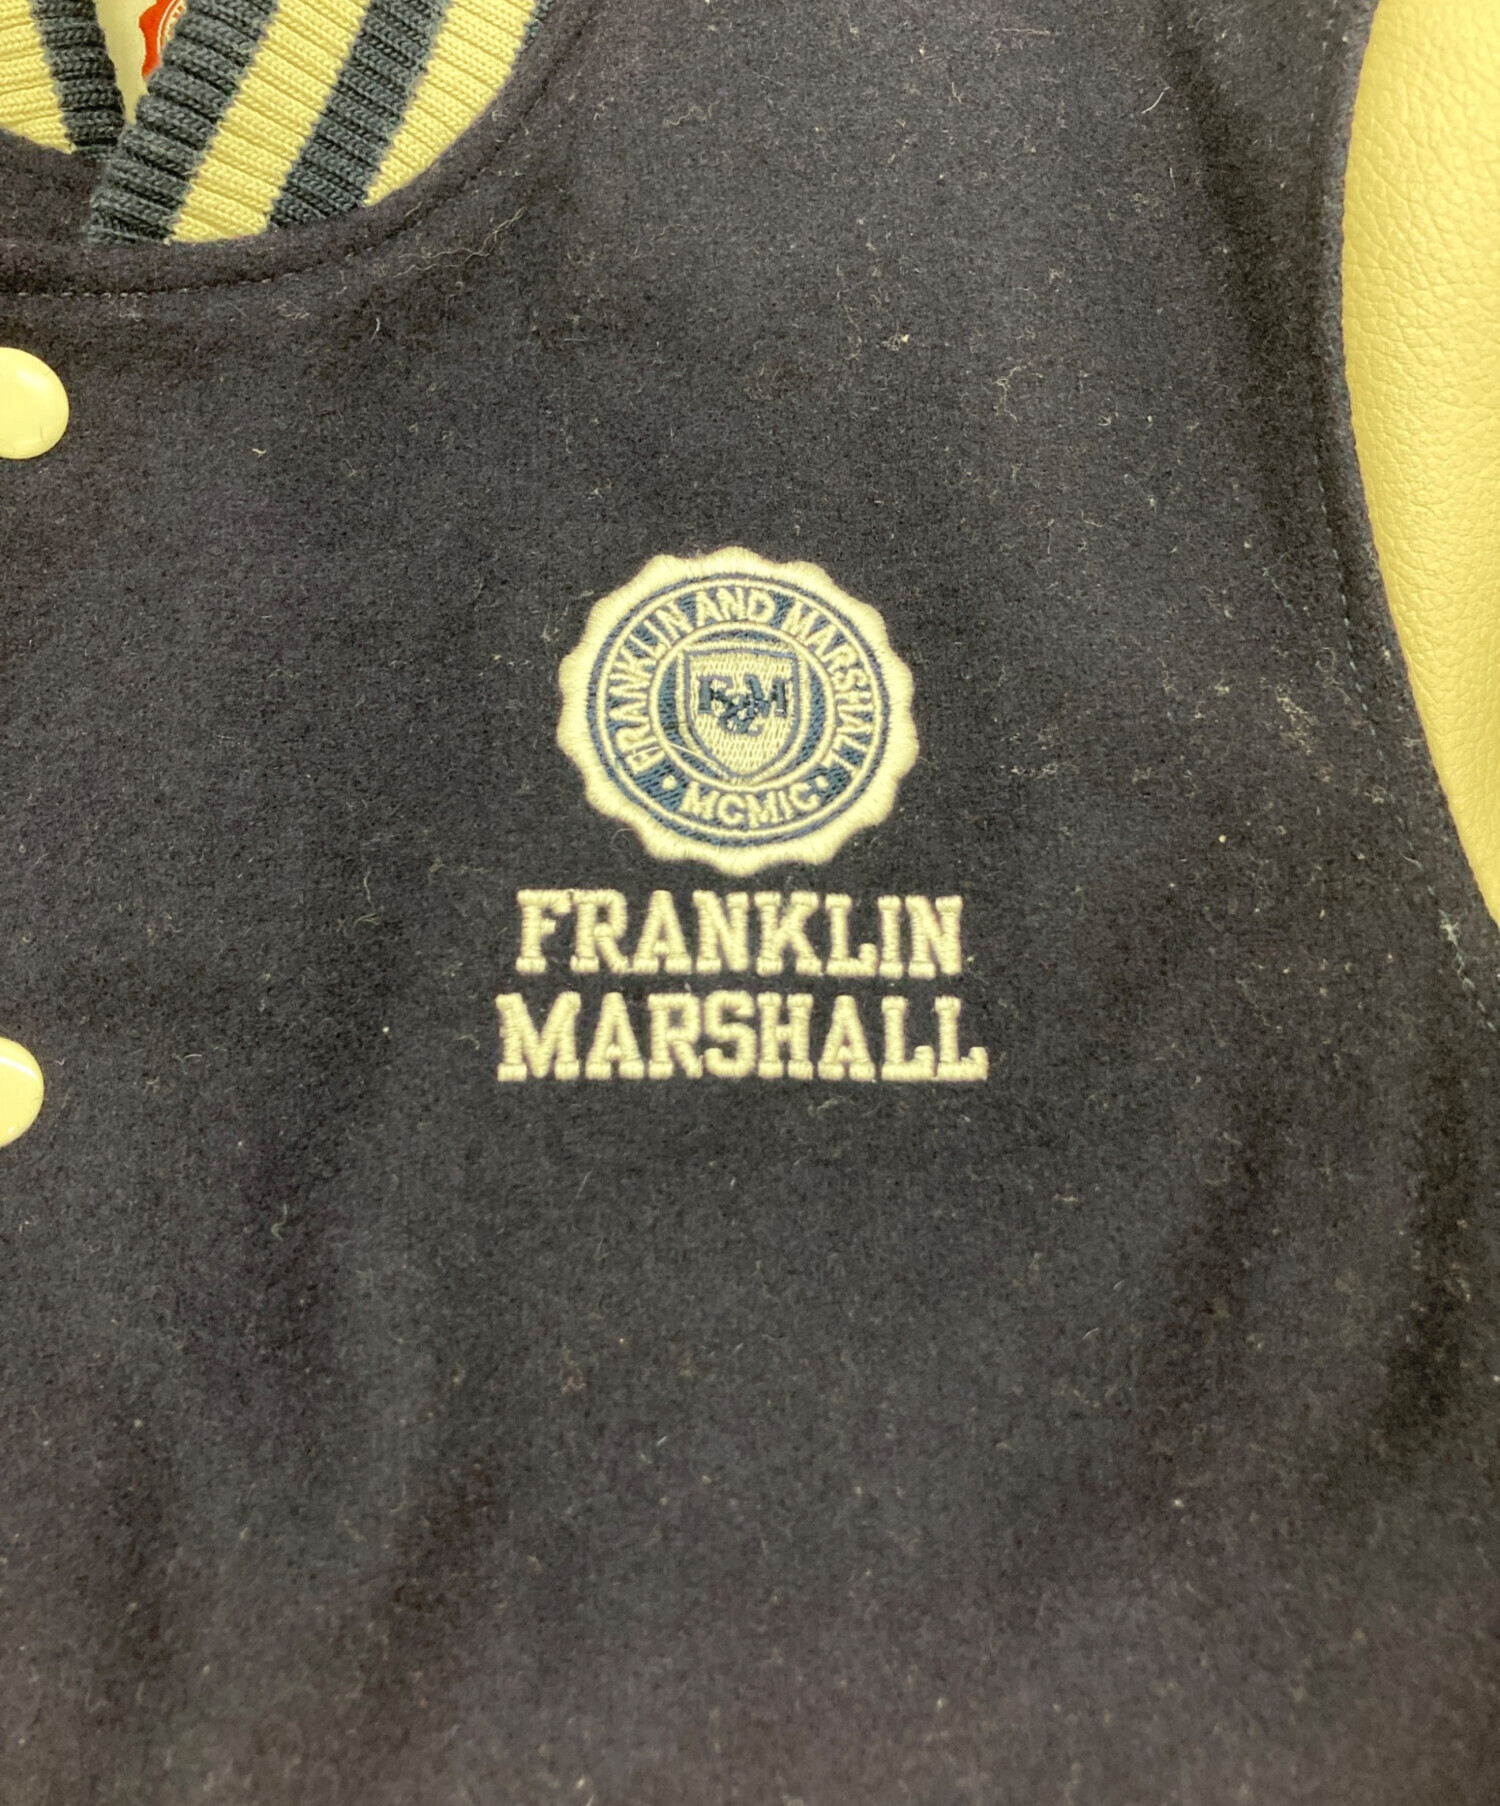 FRANKLIN AND MARSHALL
F&M
• MCMIC •
FRANKLIN
MARSHALL